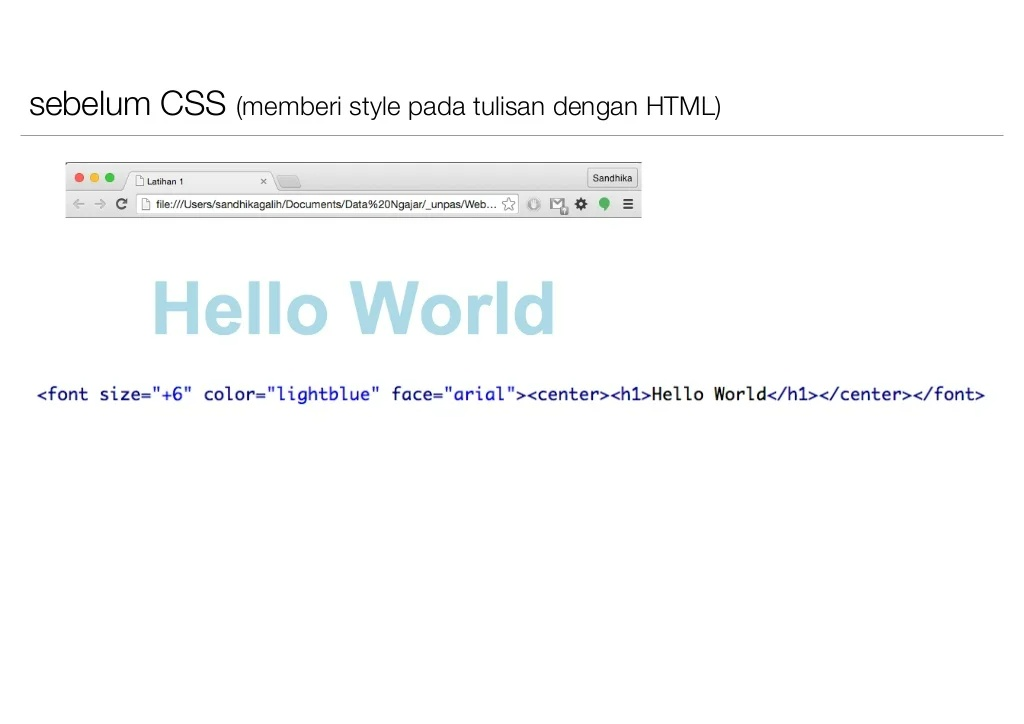 sebelum CSS (memberi style pada tulisan dengan HTML)
Latihan 1
Sandhika
file:///Users/sandhikagalih/Documents/Data%20Ngajar/_unpas/Web...
Hello World
<font size="+6" color="lightblue" face="arial"><center><h1>Hello World</h1></center></font>